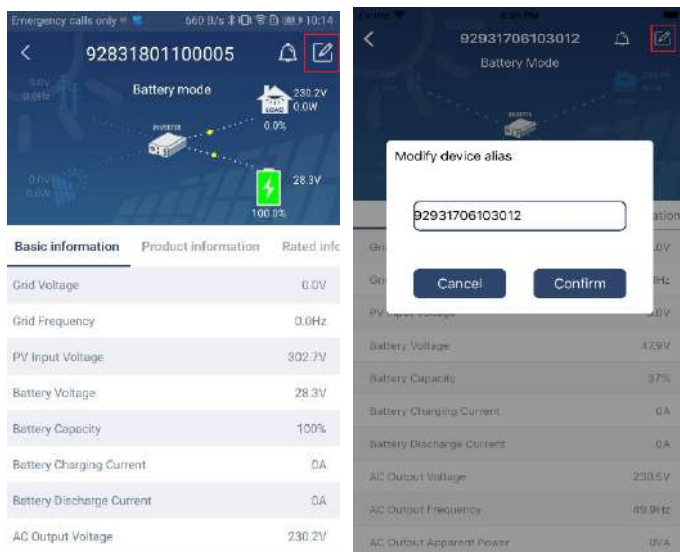 Emergency calls only
660 B/s
10:14
92831801100005
Battery mode
0.0V
0.0Hz
INVERTER
LOAD
230.2V
0.0W
0.0%
0.0V
0.0W
28.3V
100.0%
Basic information Product information Rated info
Grid Voltage 0.0V
Grid Frequency 0.0Hz
PV Input Voltage 302.7V
Battery Voltage 28.3V
Battery Capacity 100%
Battery Charging Current 0A
Battery Discharge Current 0A
AC Output Voltage 230.2V
92931706103012
Battery Mode
Modify device alias
92931706103012
Cancel Confirm
Battery Voltage 47.9V
Battery Capacity 37%
Battery Charging Current 0A
Battery Discharge Current 0A
AC Output Voltage 230.5V
AC Output Frequency 49.9Hz
AC Output Apparent Power 0VA